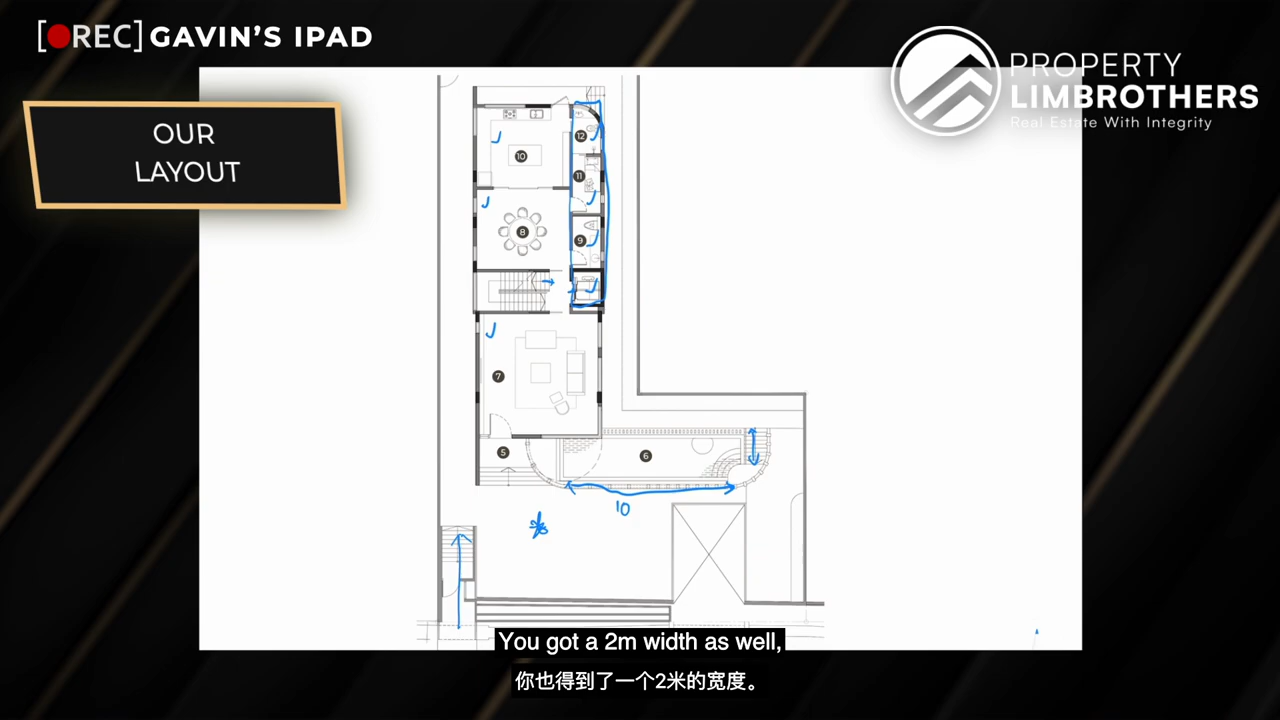 [REC] GAVIN'S IPAD
PROPERTY
LIMBROTHERS
Real Estate With Integrity
OUR
LAYOUT
12
10
11
8
9
7
5
6
10
You got a 2m width as well,
你也得到了一个2米的宽度。